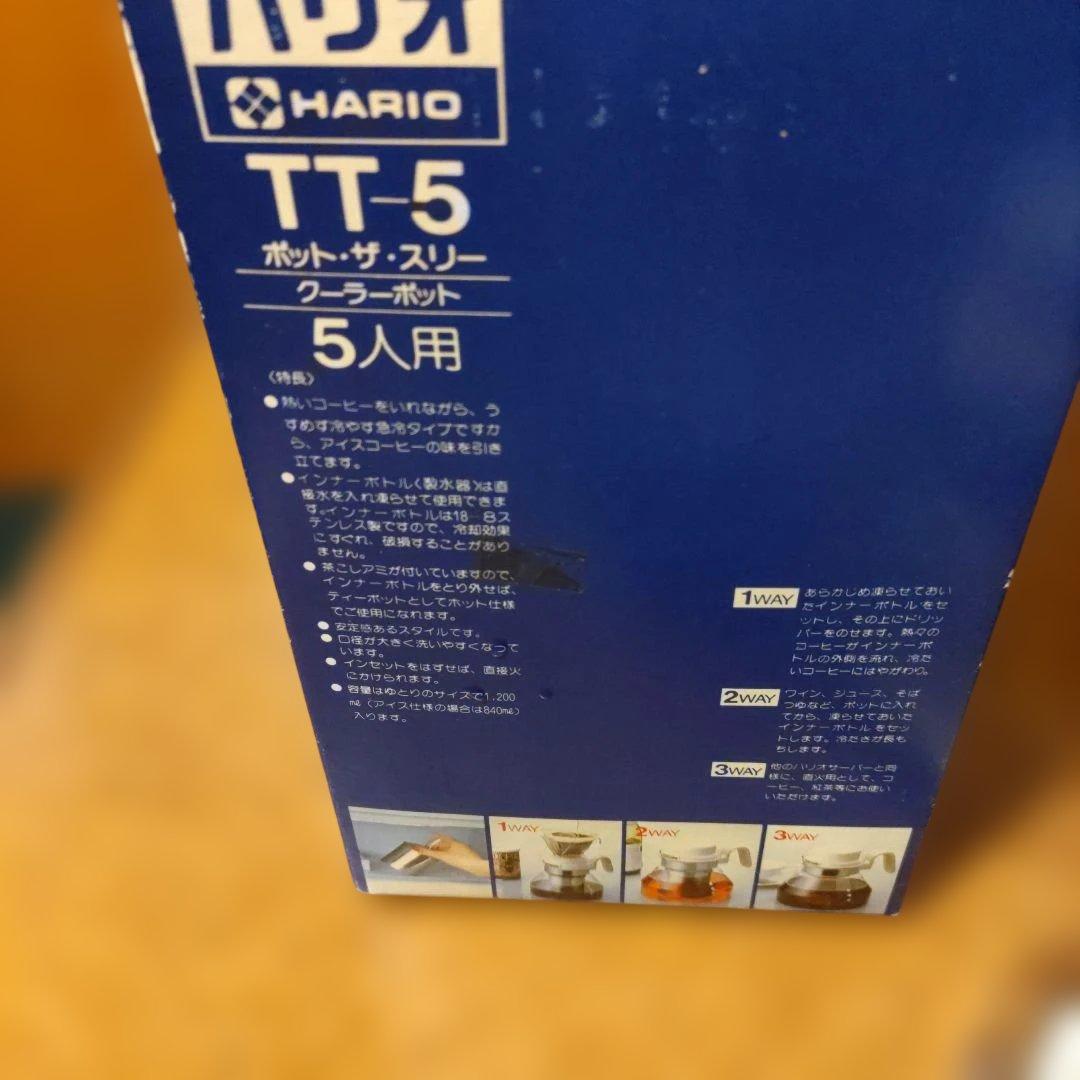 ハリオ
HARIO
TT-5
ポット・ザ・スリー
クーラーポット
5人用
〈特長〉
●熱いコーヒーをいれながら、う
すめず冷やす急冷タイプですか
ら、アイスコーヒーの味を引き
立てます。
●インナーボトル(製氷器)は直
接水を入れ凍らせて使用できま
す。インナーボトルは18-8ス
テンレス製ですので、冷却効果
にすぐれ、破損することがあり
ません。
●茶こしアミが付いていますので、
インナーボトルをとり外せば、
ティーポットとしてホット仕様
でご使用になれます。
●安定感あるスタイルです。
●口径が大きく洗いやすくなって
います。
●インセットをはずせば、直接火
にかけられます。
●容量はゆとりのサイズで1,200
㎖(アイス仕様の場合は840㎖)
入ります。
1WAY あらかじめ凍らせておい
たインナーボトルをセ
ットし、その上にドリッ
パーをのせます。熱々の
コーヒーがインナーボ
トルの外側を流れ、冷た
いコーヒーにはやがわり。
2WAY ワイン、ジュース、そば
つゆなど、ポットに入れ
てから、凍らせておいた
インナーボトルをセッ
トします。冷たさが長も
ちします。
3WAY 他のハリオサーバーと同
様に、直火用として、コ
ーヒー、紅茶等にお使い
いただけます。
1WAY
2WAY
3WAY